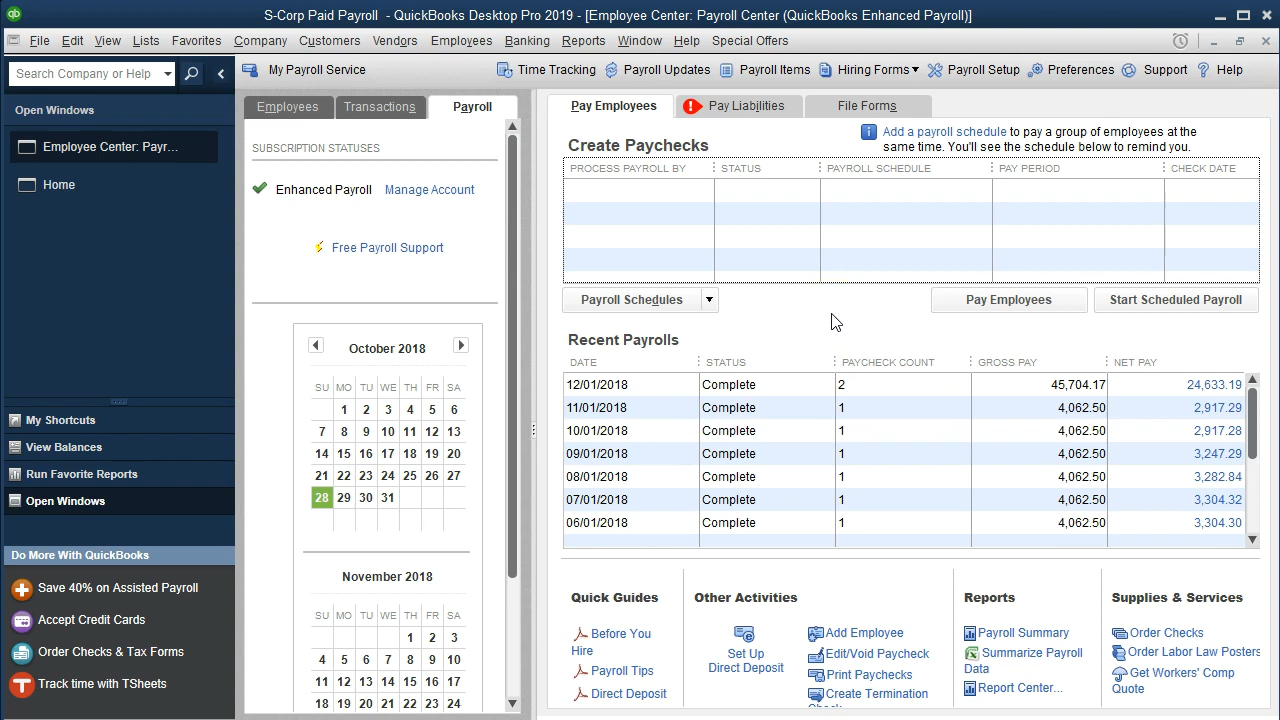 S-Corp Paid Payroll - QuickBooks Desktop Pro 2019 - [Employee Center: Payroll Center (QuickBooks Enhanced Payroll)]
File Edit View Lists Favorites Company Customers Vendors Employees Banking Reports Window Help Special Offers
Search Company or Help
My Payroll Service Time Tracking Payroll Updates Payroll Items Hiring Forms Payroll Setup Preferences Support Help
Open Windows
Employee Center: Payr...
Home
My Shortcuts
View Balances
Run Favorite Reports
Open Windows
Do More With QuickBooks
Save 40% on Assisted Payroll
Accept Credit Cards
Order Checks & Tax Forms
Track time with TSheets
Employees Transactions Payroll
SUBSCRIPTION STATUSES
Enhanced Payroll Manage Account
Free Payroll Support
October 2018
SU MO TU WE TH FR SA
1 2 3 4 5 6
7 8 9 10 11 12 13
14 15 16 17 18 19 20
21 22 23 24 25 26 27
28 29 30 31
November 2018
SU MO TU WE TH FR SA
1 2 3
4 5 6 7 8 9 10
11 12 13 14 15 16 17
18 19 20 21 22 23 24
Pay Employees Pay Liabilities File Forms
Create Paychecks
Add a payroll schedule to pay a group of employees at the
same time. You'll see the schedule below to remind you.
PROCESS PAYROLL BY STATUS PAYROLL SCHEDULE PAY PERIOD CHECK DATE
Payroll Schedules Pay Employees Start Scheduled Payroll
Recent Payrolls
DATE STATUS PAYCHECK COUNT GROSS PAY NET PAY
12/01/2018 Complete 2 45,704.17 24,633.19
11/01/2018 Complete 1 4,062.50 2,917.29
10/01/2018 Complete 1 4,062.50 2,917.28
09/01/2018 Complete 1 4,062.50 3,247.29
08/01/2018 Complete 1 4,062.50 3,282.84
07/01/2018 Complete 1 4,062.50 3,304.32
06/01/2018 Complete 1 4,062.50 3,304.30
Quick Guides
Before You
Hire
Payroll Tips
Direct Deposit
Other Activities
Set Up
Direct Deposit
Add Employee
Edit/Void Paycheck
Print Paychecks
Create Termination
Reports
Payroll Summary
Summarize Payroll
Data
Report Center...
Supplies & Services
Order Checks
Order Labor Law Posters
Get Workers' Comp
Quote